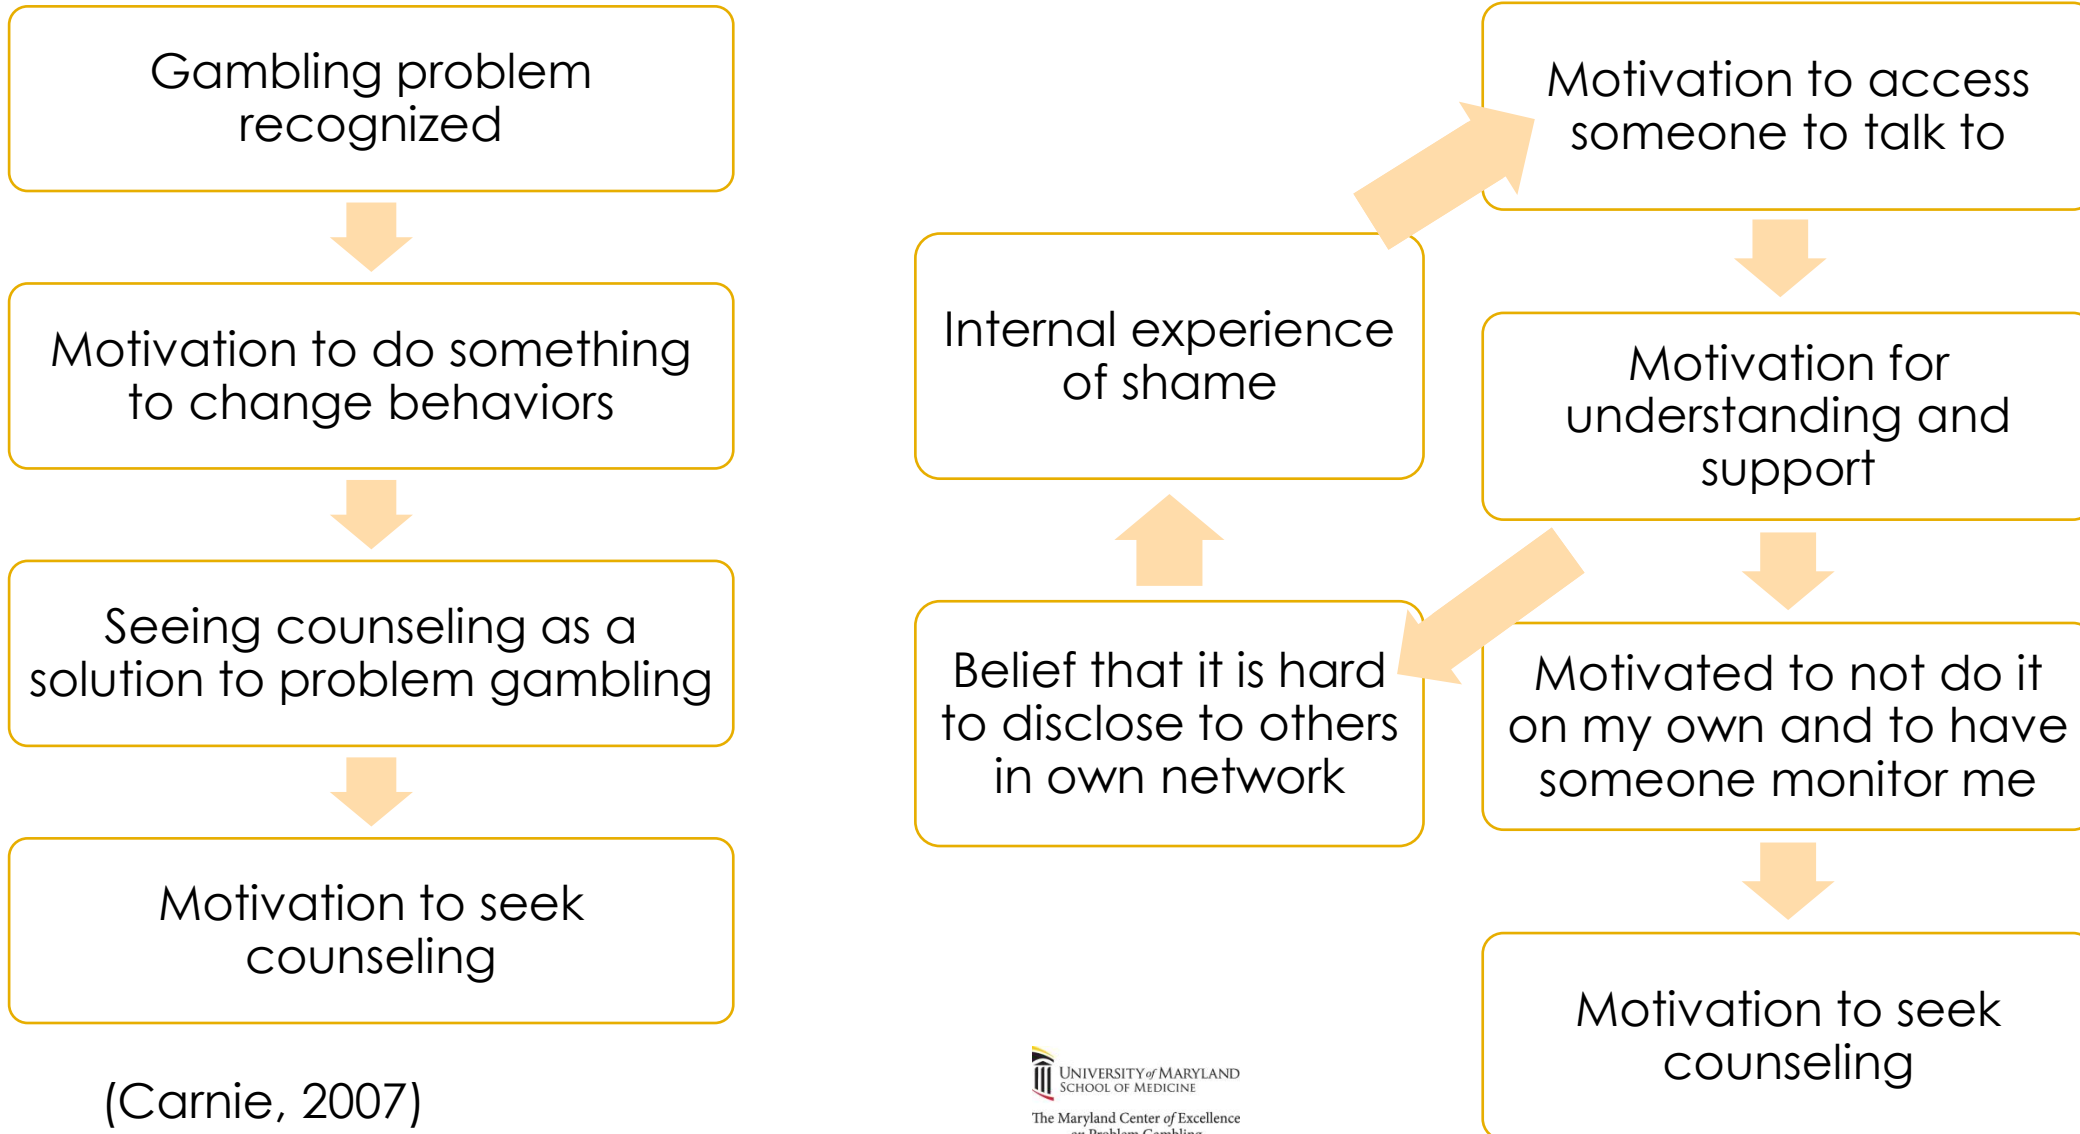 Gambling problem
recognized
Motivation to do something
to change behaviors
Seeing counseling as a
solution to problem gambling
Motivation to seek
counseling
(Carnie, 2007)
Internal experience
of shame
Belief that it is hard
to disclose to others
in own network
Motivation to access
someone to talk to
Motivation for
understanding and
support
Motivated to not do it
on my own and to have
someone monitor me
Motivation to seek
counseling
UNIVERSITY of MARYLAND
SCHOOL OF MEDICINE
The Maryland Center of Excellence
on Problem Gambling